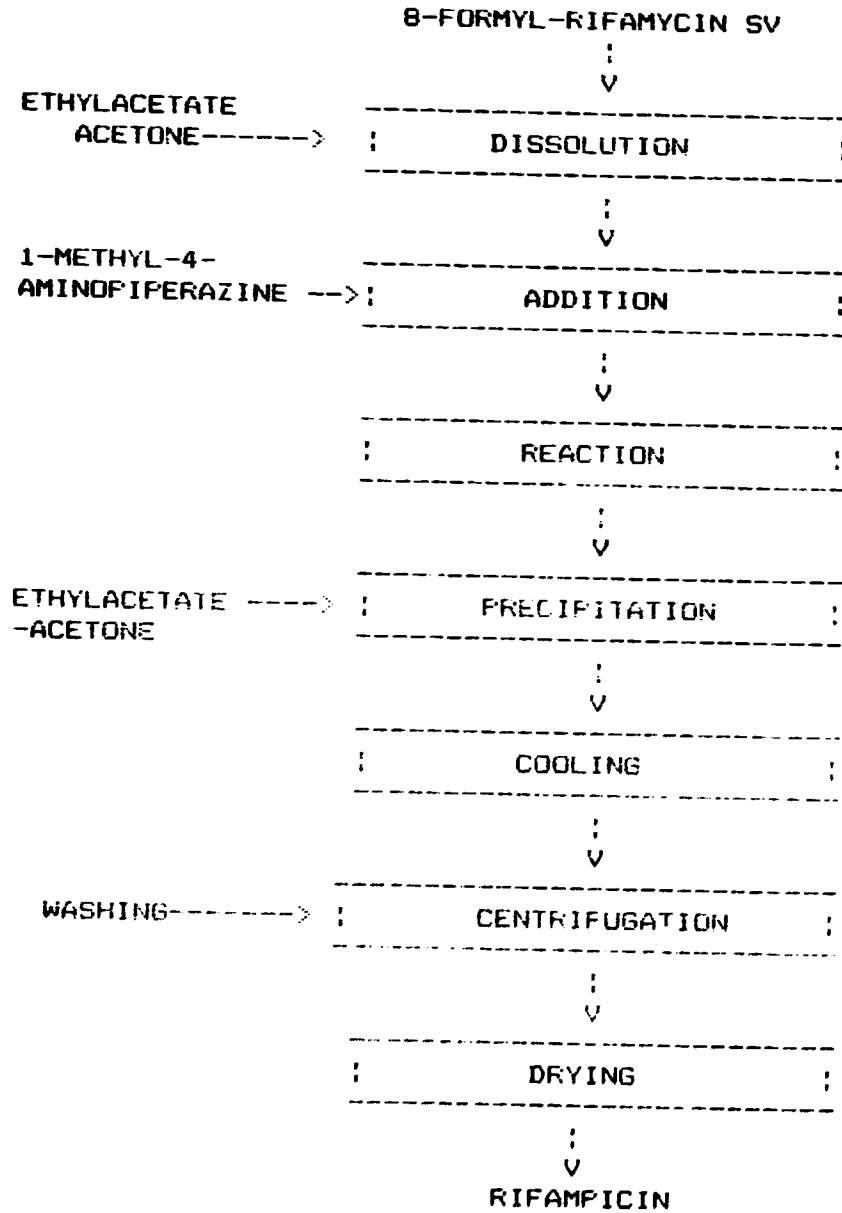 8-FORMYL-RIFAMYCIN SV
ETHYLACETATE
ACETONE
DISSOLUTION
1-METHYL-4-
AMINOPIPERAZINE
ADDITION
REACTION
ETHYLACETATE
-ACETONE
PRECIPITATION
COOLING
WASHING
CENTRIFUGATION
DRYING
RIFAMPICIN